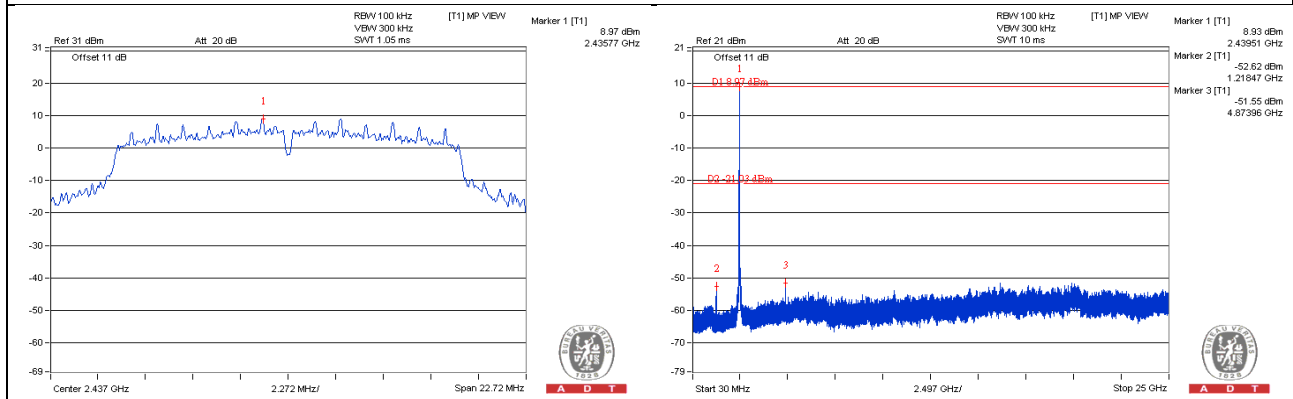 RBW 100 kHz [T1] MP VIEW
VBW 300 kHz
Ref 31 dBm Att 20 dB SWT 1.05 ms
Marker 1 [T1]
8.97 dBm
2.43577 GHz
31
Offset 11 dB
20
10
0
-10
-20
-30
-40
-50
-60
-69
1
Center 2.437 GHz 2.272 MHz/ Span 22.72 MHz
BUREAU VERITAS
1828
A D T
RBW 100 kHz [T1] MP VIEW
VBW 300 kHz
Ref 21 dBm Att 20 dB SWT 10 ms
Marker 1 [T1]
8.93 dBm
2.43951 GHz
Marker 2 [T1]
-52.62 dBm
1.21847 GHz
Marker 3 [T1]
-51.55 dBm
4.87396 GHz
21
Offset 11 dB
1
10
D1 8.97 dBm
0
-10
-20
D2 -21.03 dBm
-30
-40
-50
-60
-70
-79
2
3
Start 30 MHz 2.497 GHz/ Stop 25 GHz
BUREAU VERITAS
1828
A D T